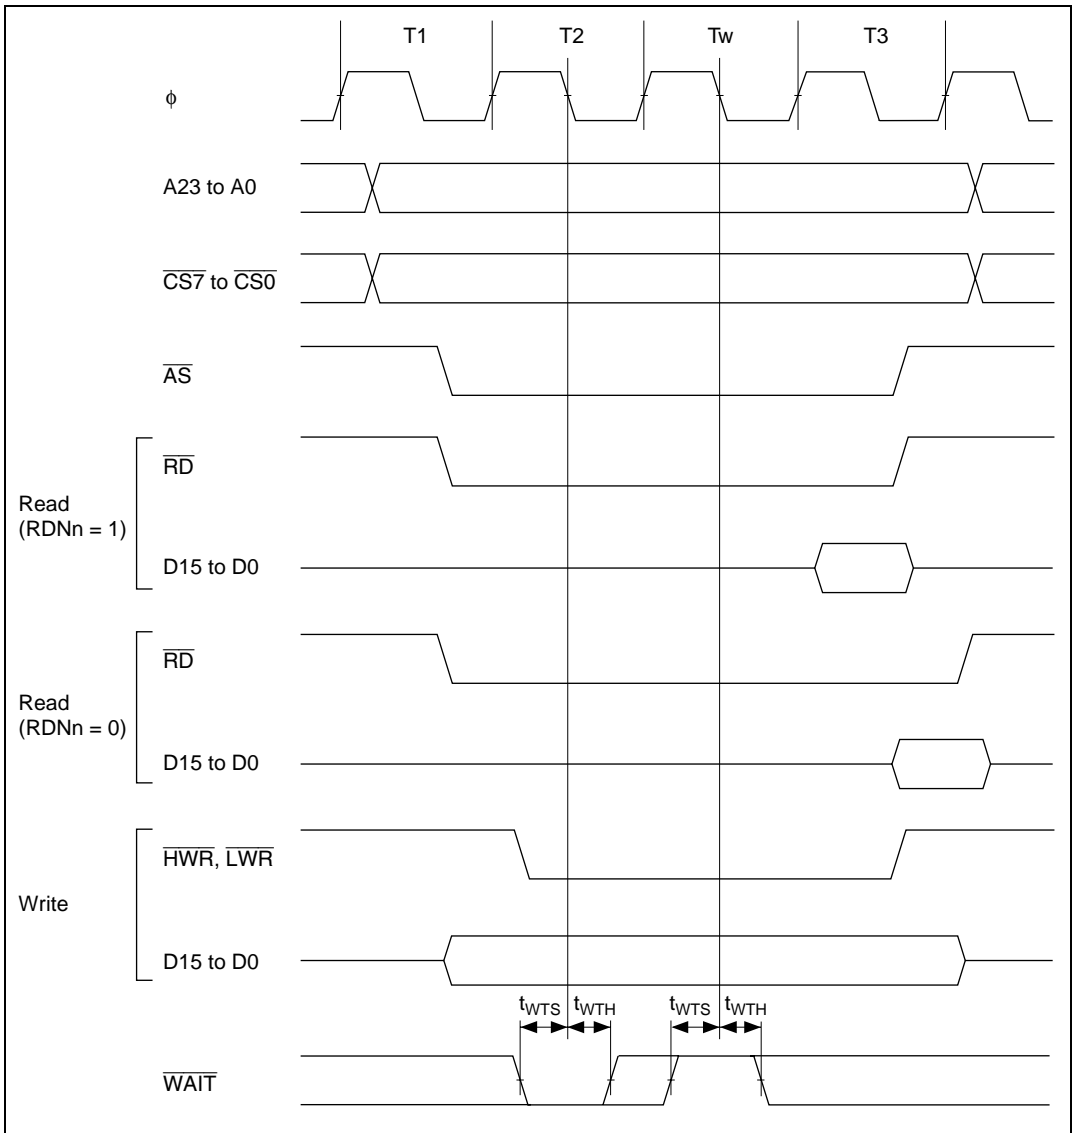 T1 T2 Tw T3
φ
A23 to A0
CS7 to CS0
AS
RD
Read
(RDNn = 1)
D15 to D0
RD
Read
(RDNn = 0)
D15 to D0
HWR, LWR
Write
D15 to D0
tWTS tWTH tWTS tWTH
WAIT